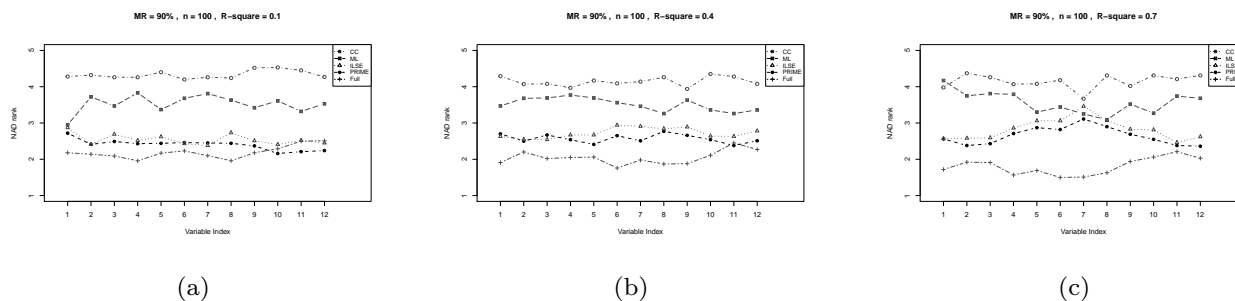 MR = 90% , n = 100 , R−square = 0.1
NAD rank
5
4
3
2
1
CC
ML
ILSE
PRIME
Full
1 2 3 4 5 6 7 8 9 10 11 12
Variable Index
(a)
MR = 90% , n = 100 , R−square = 0.4
NAD rank
5
4
3
2
1
CC
ML
ILSE
PRIME
Full
1 2 3 4 5 6 7 8 9 10 11 12
Variable Index
(b)
MR = 90% , n = 100 , R−square = 0.7
NAD rank
5
4
3
2
1
CC
ML
ILSE
PRIME
Full
1 2 3 4 5 6 7 8 9 10 11 12
Variable Index
(c)